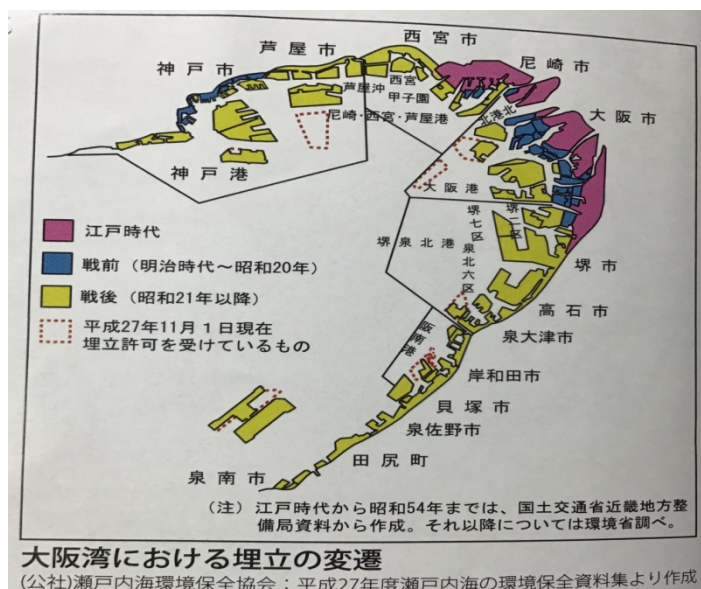 西宮市
芦屋市
尼崎市
神戸市
大阪市
芦屋沖
西宮
甲子園
北港北
尼崎・西宮・芦屋港
神戸港
大阪港
堺七区
堺二区
堺泉北港
泉北六区
堺市
高石市
泉大津市
阪南港
岸和田市
貝塚市
泉佐野市
田尻町
泉南市
江戸時代
戦前（明治時代～昭和20年）
戦後（昭和21年以降）
平成27年11月１日現在
埋立許可を受けているもの
（注）江戸時代から昭和54年までは、国土交通省近畿地方整
備局資料から作成。それ以降については環境省調べ。
大阪湾における埋立の変遷
(公社)瀬戸内海環境保全協会：平成27年度瀬戸内海の環境保全資料集より作成